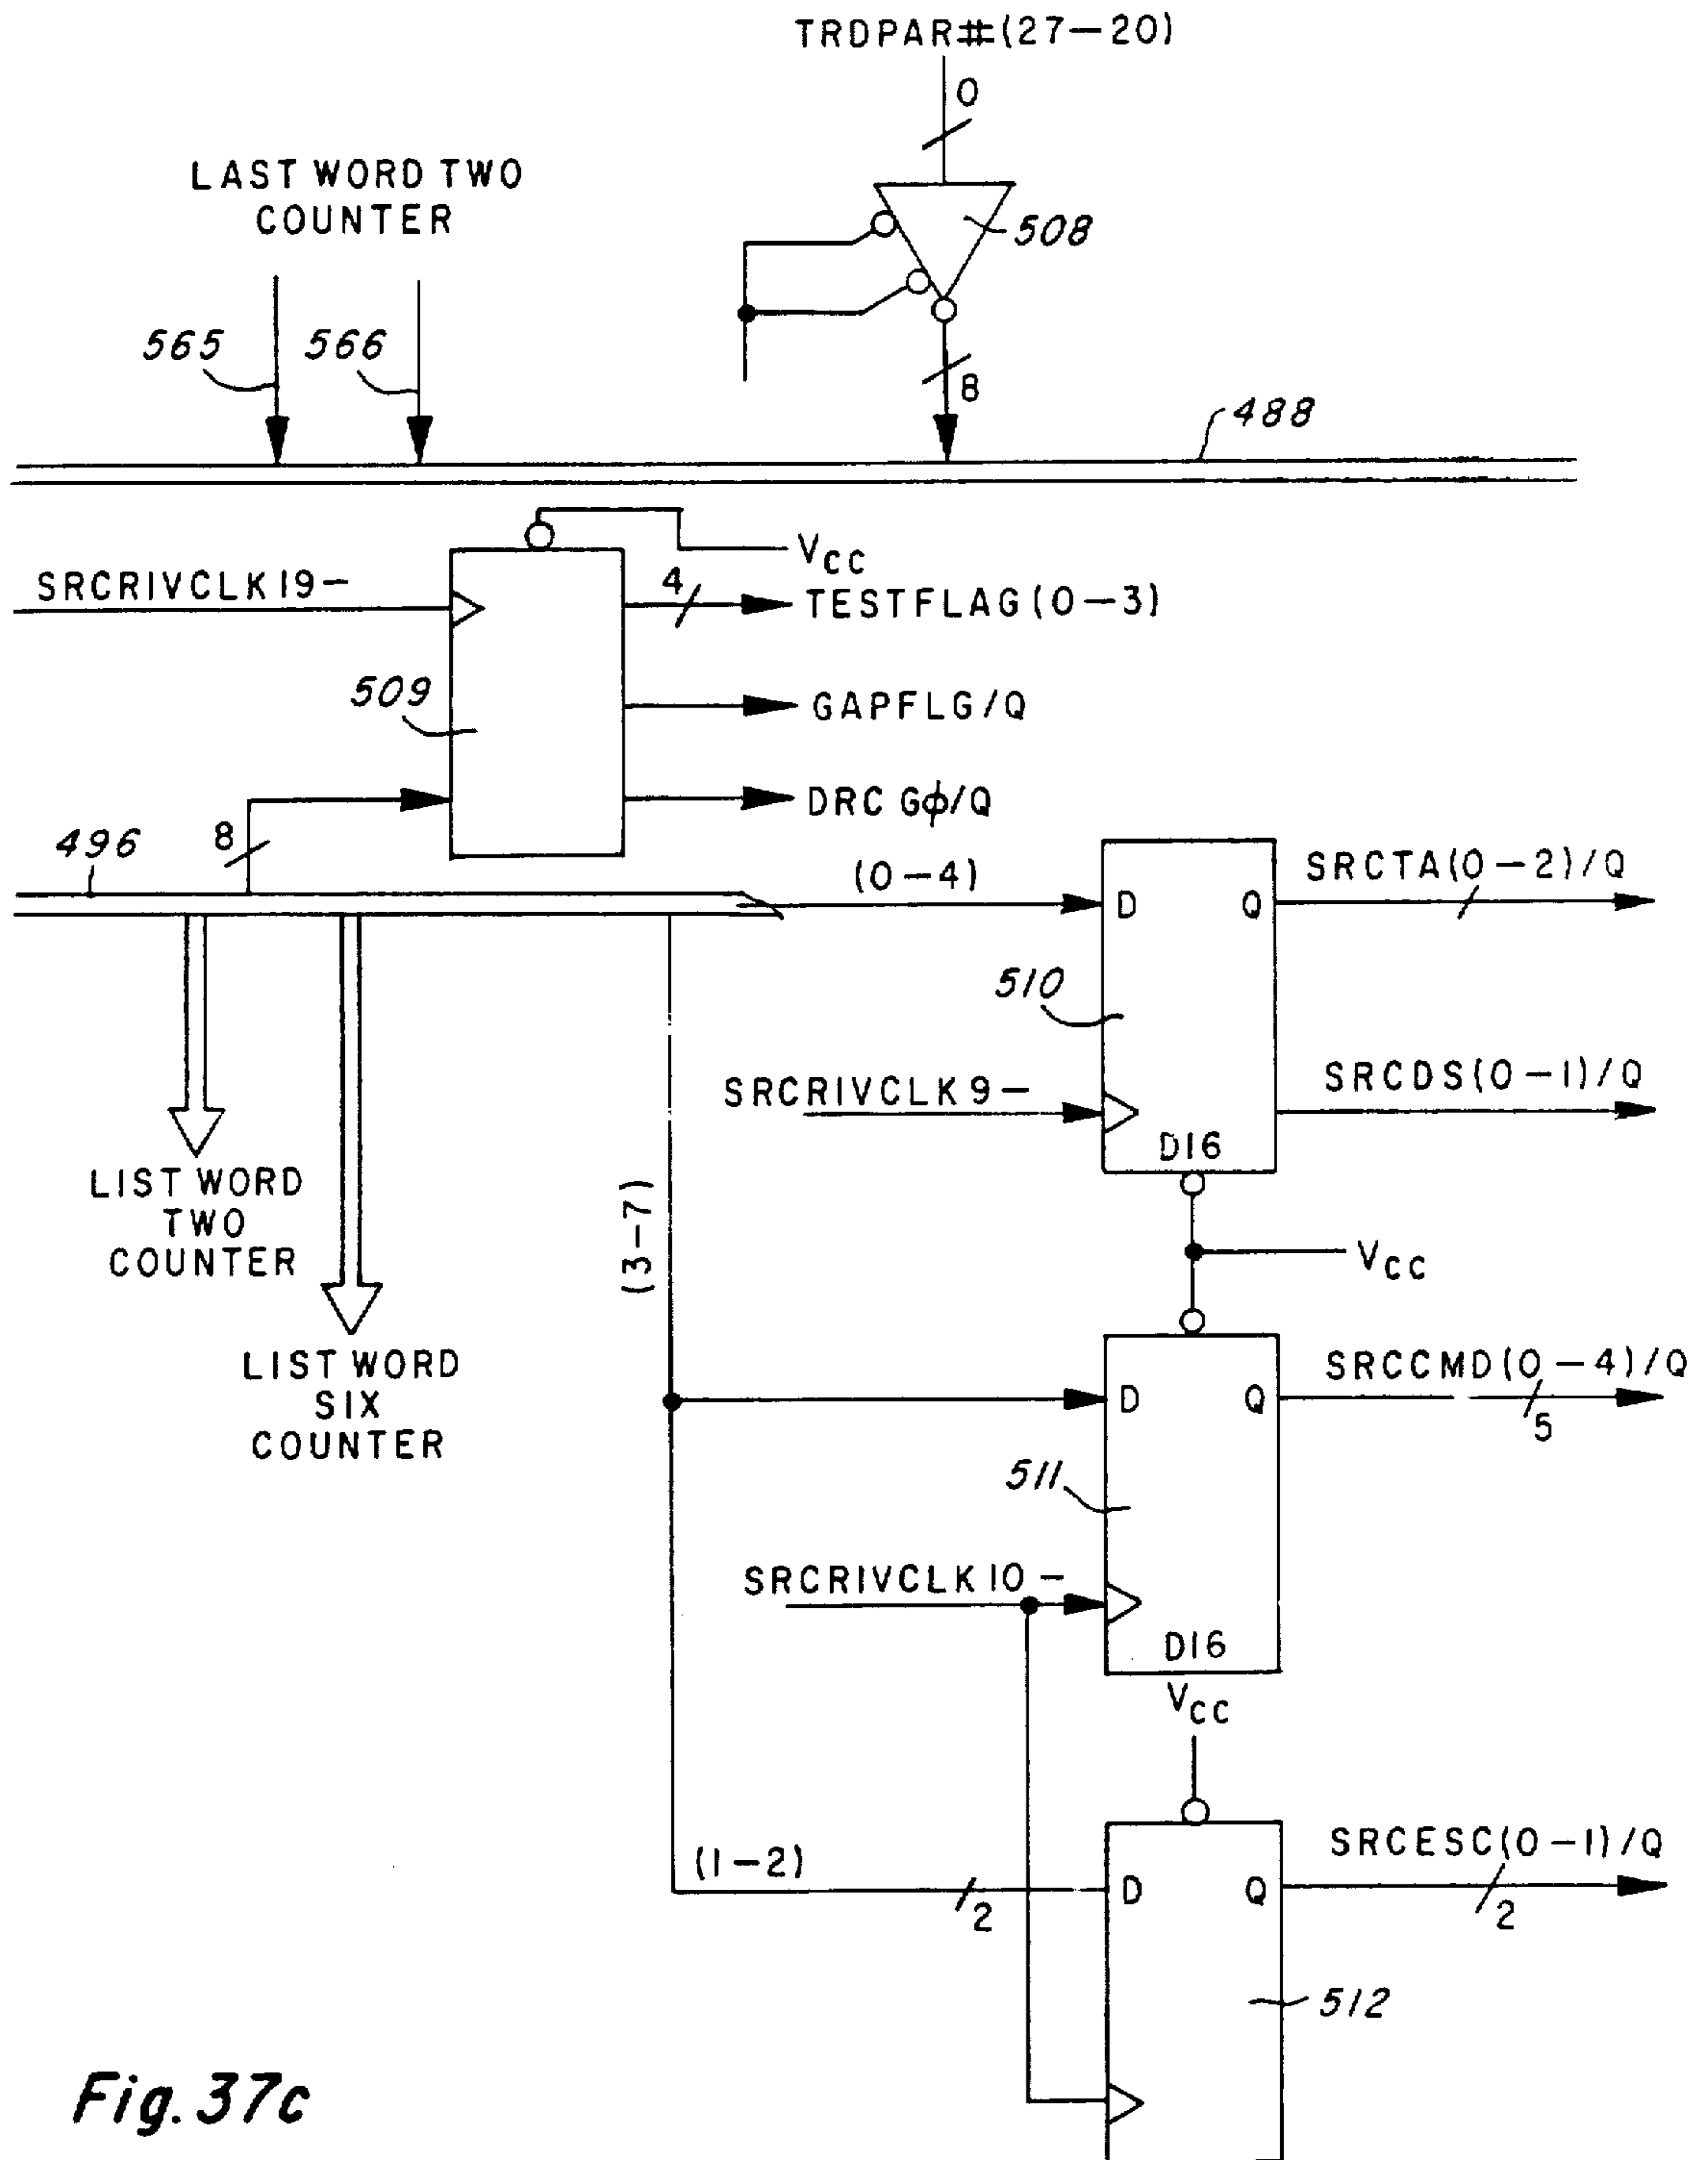 TRDPAR#(27-20)
0
LAST WORD TWO
COUNTER
508
565
566
8
488
VCC
SRCRIVCLK19-
4
TESTFLAG(0-3)
509
GAPFLG/Q
DRC Gϕ/Q
8
496
(0-4)
D
Q
SRCTA(0-2)/Q
510
SRCRIVCLK9-
SRCDS(0-1)/Q
D16
LIST WORD
TWO
COUNTER
(3-7)
VCC
LIST WORD
SIX
COUNTER
D
Q
SRCCMD(0-4)/Q
5
511
SRCRIVCLK10-
D16
VCC
(1-2)
2
D
Q
SRCESC(0-1)/Q
2
512
Fig. 37c